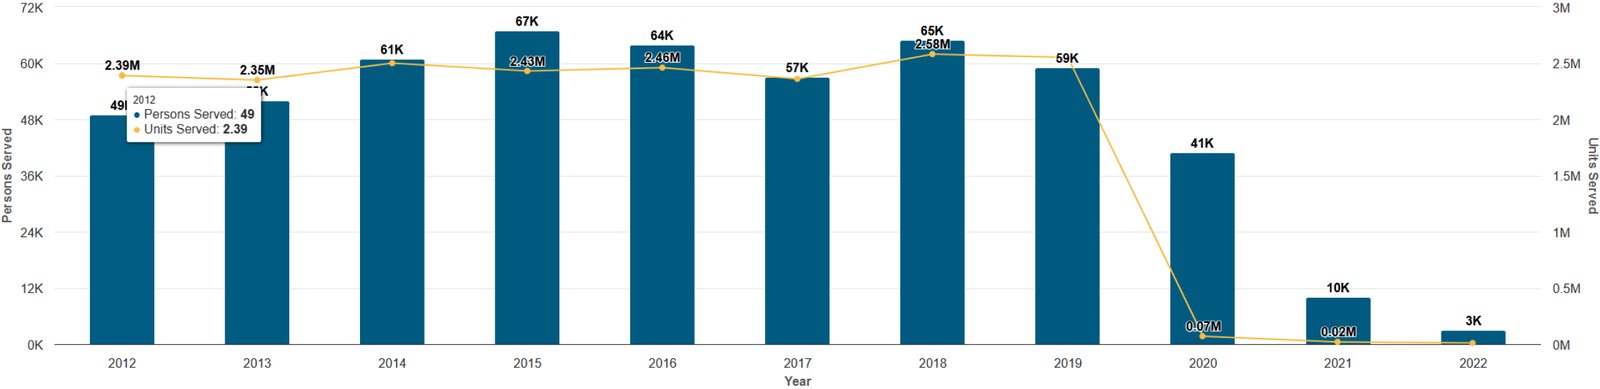 72K
3M
67K
65K
64K
2.58M
61K
59K
2.39M
2.35M
2.43M
2.46M
57K
60K
2.5M
2012
Persons Served: 49
Units Served: 2.39
48K
2M
41K
Persons Served
Units Served
36K
1.5M
24K
1M
12K
10K
0.5M
0.07M
0.02M
3K
0K
0M
2012
2013
2014
2015
2016
2017
2018
2019
2020
2021
2022
Year